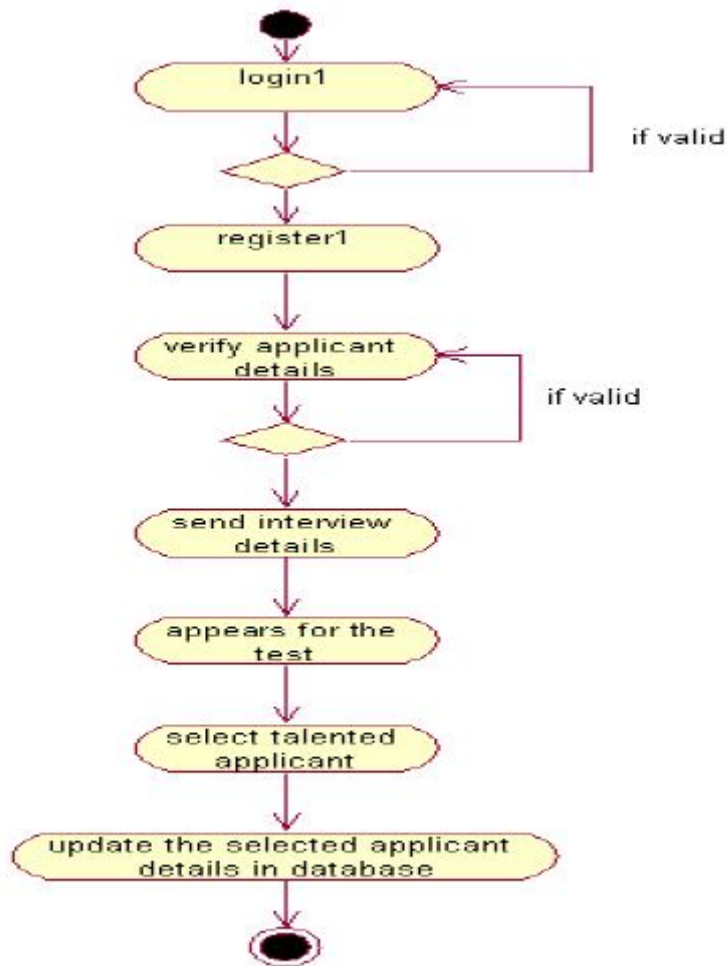 login1
if valid
register1
verify applicant
details
if valid
send interview
details
appears for the
test
select talented
applicant
update the selected applicant
details in database